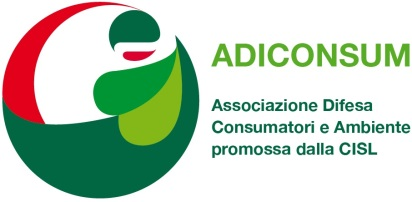 ADICONSUM
Associazione Difesa
Consumatori e Ambiente
promossa dalla CISL